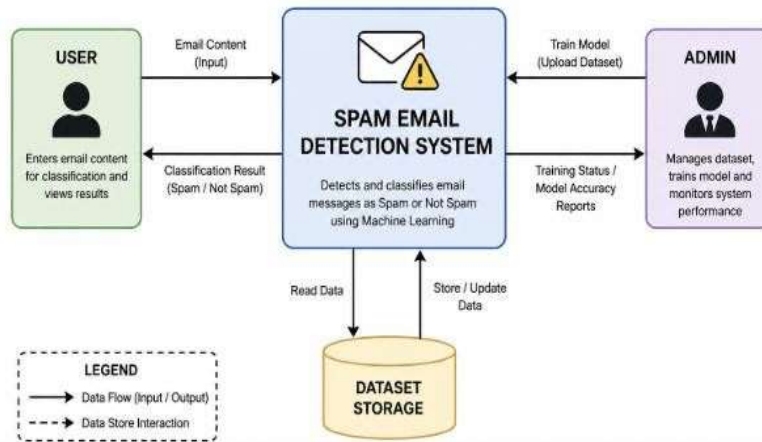 USER
Enters email content
for classification and
views results
Email Content
(Input)
Classification Result
(Spam / Not Spam)
SPAM EMAIL
DETECTION SYSTEM
Detects and classifies email
messages as Spam or Not Spam
using Machine Learning
Train Model
(Upload Dataset)
Training Status /
Model Accuracy
Reports
ADMIN
Manages dataset,
trains model and
monitors system
performance
Read Data
Store / Update
Data
DATASET
STORAGE
LEGEND
Data Flow (Input / Output)
Data Store Interaction